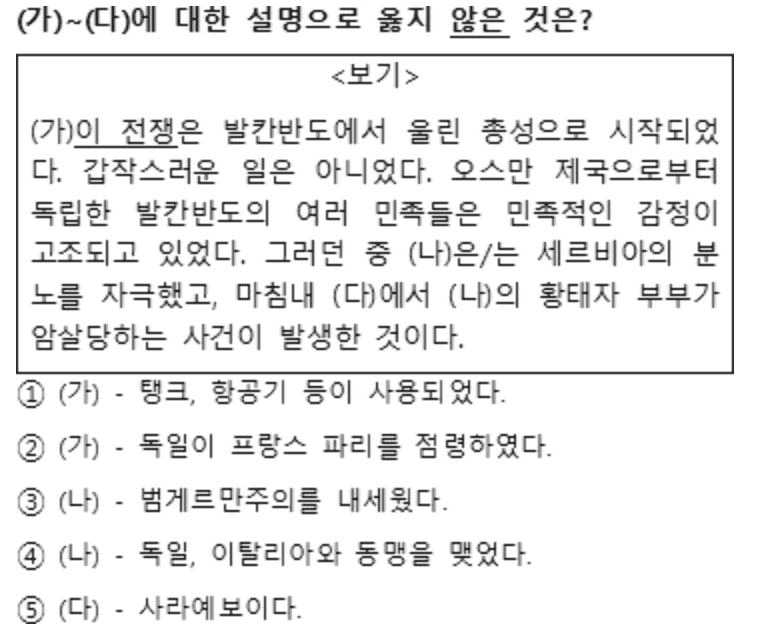 (가)~(다)에 대한 설명으로 옳지 않은 것은?
<보기>
(가)이 전쟁은 발칸반도에서 울린 총성으로 시작되었
다. 갑작스러운 일은 아니었다. 오스만 제국으로부터
독립한 발칸반도의 여러 민족들은 민족적인 감정이
고조되고 있었다. 그러던 중 (나)은/는 세르비아의 분
노를 자극했고, 마침내 (다)에서 (나)의 황태자 부부가
암살당하는 사건이 발생한 것이다.
① (가) - 탱크, 항공기 등이 사용되었다.
② (가) - 독일이 프랑스 파리를 점령하였다.
③ (나) - 범게르만주의를 내세웠다.
④ (나) - 독일, 이탈리아와 동맹을 맺었다.
⑤ (다) - 사라예보이다.